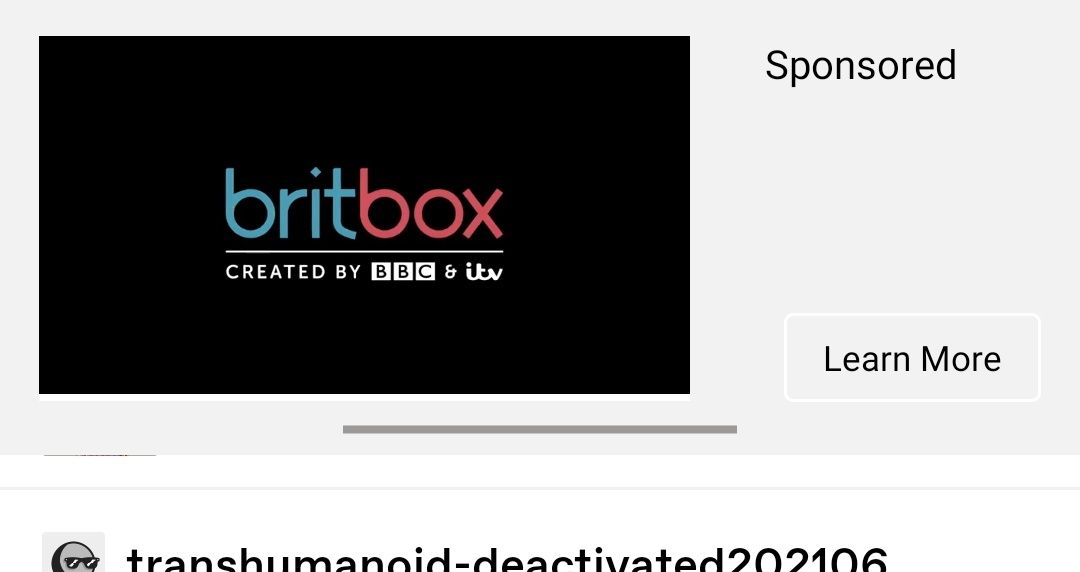 Sponsored
britbox
CREATED BY BBC & itv
Learn More
transhumanoid-deactivated202106